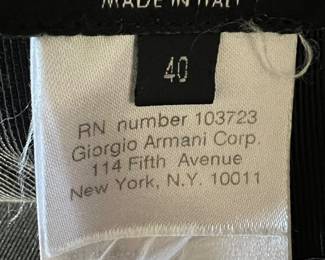 MADE IN ITALY
40
RN number 103723
Giorgio Armani Corp.
114 Fifth Avenue
New York, N.Y. 10011